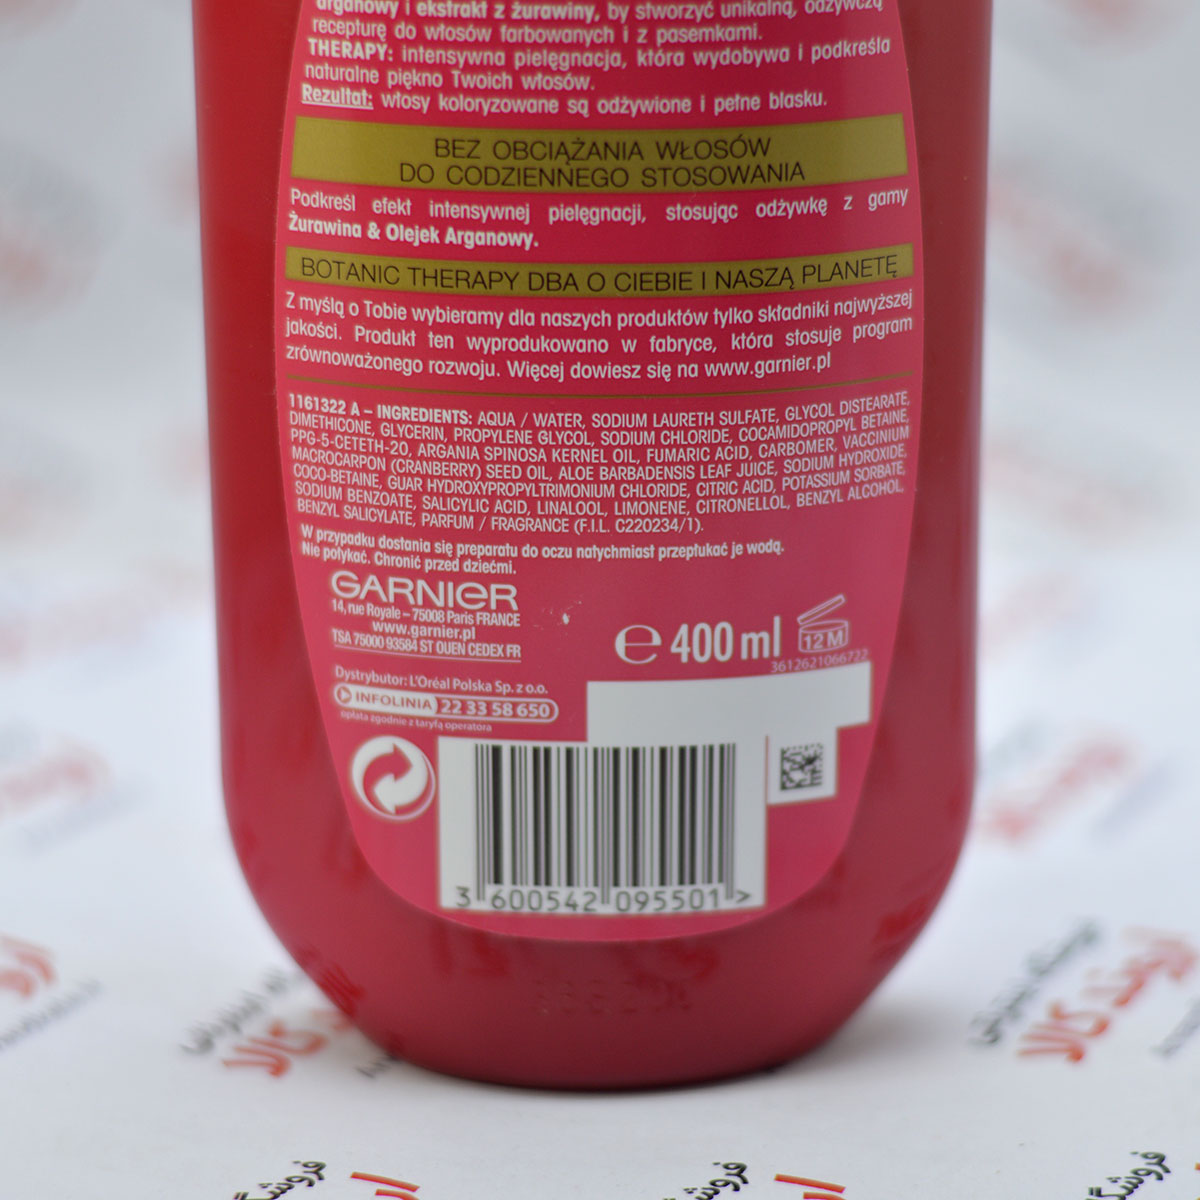 arganowy i ekstrakt z żurawiny, by stworzyć unikalną, odżywczą
recepturę do włosów farbowanych i z pasemkami.
THERAPY: intensywna pielęgnacja, która wydobywa i podkreśla
naturalne piękno Twoich włosów.
Rezultat: włosy koloryzowane są odżywione i pełne blasku.
BEZ OBCIĄŻANIA WŁOSÓW
DO CODZIENNEGO STOSOWANIA
Podkreśl efekt intensywnej pielęgnacji, stosując odżywkę z gamy
Żurawina & Olejek Arganowy.
BOTANIC THERAPY DBA O CIEBIE I NASZĄ PLANETĘ
Z myślą o Tobie wybieramy dla naszych produktów tylko składniki najwyższej
jakości. Produkt ten wyprodukowano w fabryce, która stosuje program
zrównoważonego rozwoju. Więcej dowiesz się na www.garnier.pl
1161322 A – INGREDIENTS: AQUA / WATER, SODIUM LAURETH SULFATE, GLYCOL DISTEARATE,
DIMETHICONE, GLYCERIN, PROPYLENE GLYCOL, SODIUM CHLORIDE, COCAMIDOPROPYL BETAINE,
PPG-5-CETETH-20, ARGANIA SPINOSA KERNEL OIL, FUMARIC ACID, CARBOMER, VACCINIUM
MACROCARPON (CRANBERRY) SEED OIL, ALOE BARBADENSIS LEAF JUICE, SODIUM HYDROXIDE,
COCO-BETAINE, GUAR HYDROXYPROPYLTRIMONIUM CHLORIDE, CITRIC ACID, POTASSIUM SORBATE,
SODIUM BENZOATE, SALICYLIC ACID, LINALOOL, LIMONENE, CITRONELLOL, BENZYL ALCOHOL,
BENZYL SALICYLATE, PARFUM / FRAGRANCE (F.I.L. C220234/1).
W przypadku dostania się preparatu do oczu natychmiast przepłukać je wodą.
Nie połykać. Chronić przed dziećmi.
GARNIER
14, rue Royale – 75008 Paris FRANCE
www.garnier.pl
TSA 75000 93584 ST OUEN CEDEX FR
e 400 ml
12 M
3612621066722
Dystrybutor: L'Oréal Polska Sp. z o.o.
INFOLINIA 22 33 58 650
opłata zgodnie z taryfą operatora
3 600542 095501 >
فروشگاه اینترنتی
اروند کالا